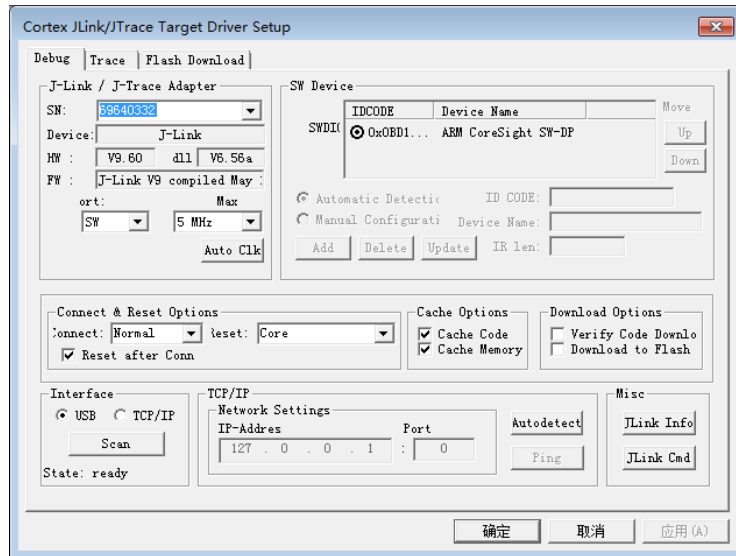 Cortex JLink/JTrace Target Driver Setup
Debug Trace Flash Download
J-Link / J-Trace Adapter
SN: 59640332
Device: J-Link
HW : V9.60 dll V6.56a
FW : J-Link V9 compiled May :
ort: Max
SW 5 MHz
Auto Clk
SW Device
IDCODE Device Name Move
SWDI( 0x0BD1... ARM CoreSight SW-DP Up
Down
Automatic Detectic ID CODE:
Manual Configurati Device Name:
Add Delete Update IR len:
Connect & Reset Options
onnect: Normal Reset: Core
Reset after Conn
Cache Options
Cache Code
Cache Memory
Download Options
Verify Code Downlo
Download to Flash
Interface
USB TCP/IP
Scan
State: ready
TCP/IP
Network Settings
IP-Addres Port
127 . 0 . 0 . 1 : 0
Autodetect
Ping
Misc
JLink Info
JLink Cmd
确定 取消 应用(A)